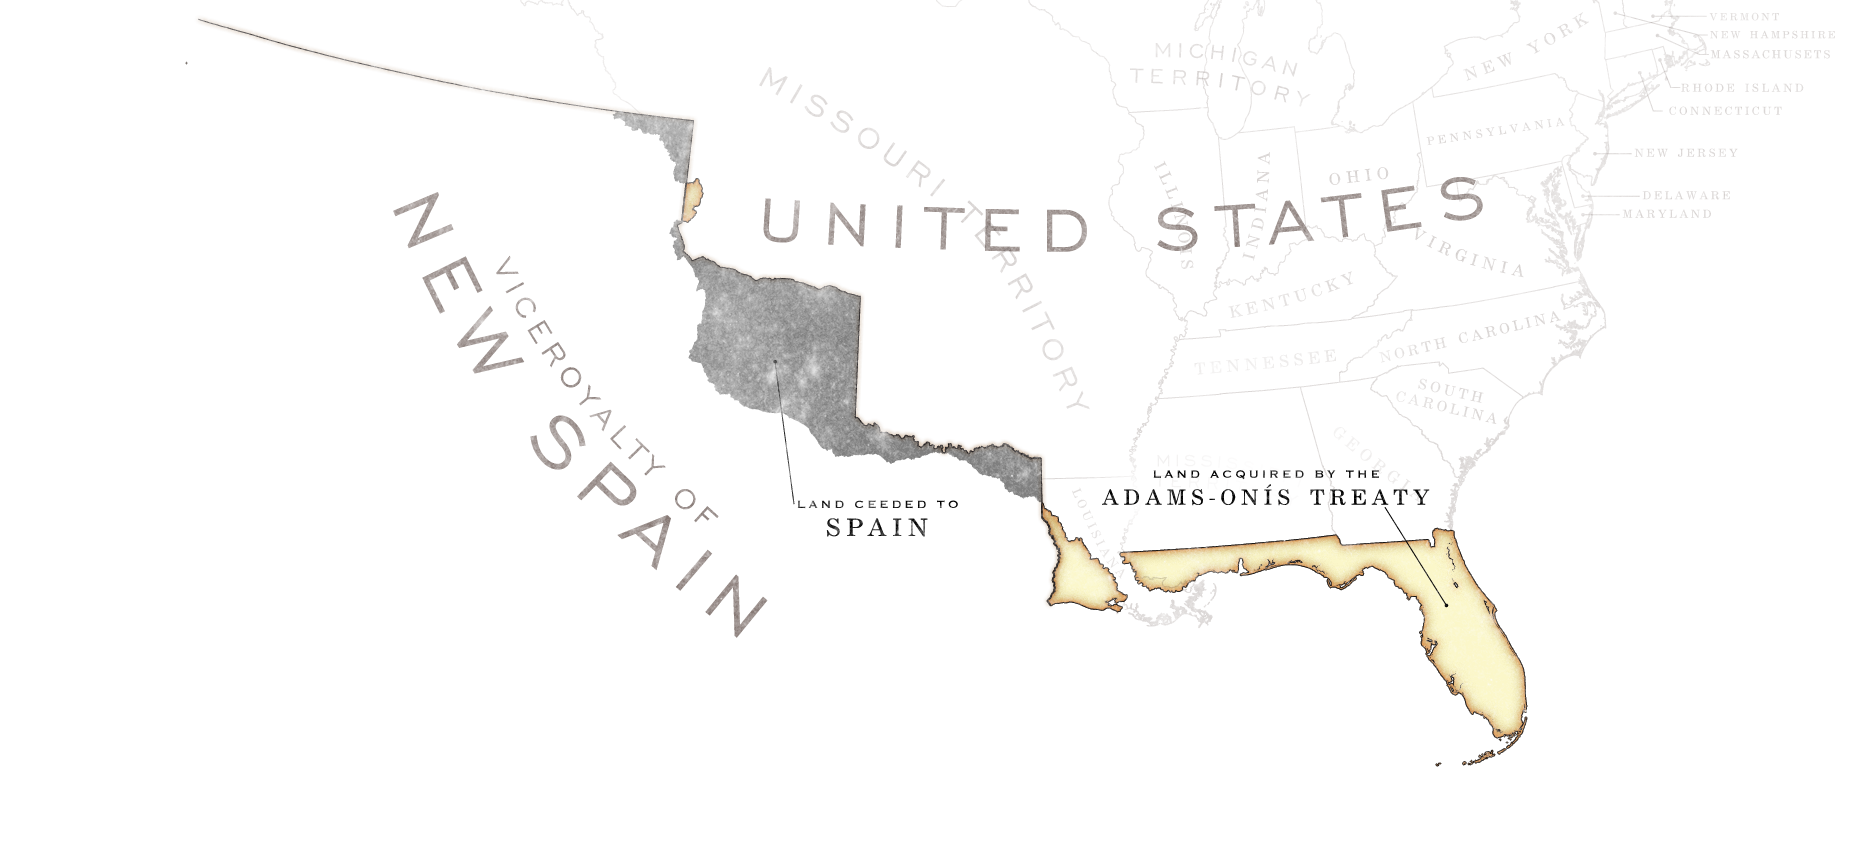 VERMONT
NEW HAMPSHIRE
MASSACHUSETS
RHODE ISLAND
CONNECTICUT
NEW JERSEY
DELAWARE
MARYLAND
NEW YORK
PENNSYLVANIA
MICHIGAN
TERRITORY
MISSOURI TERRITORY
ILLINOIS
INDIANA
OHIO
UNITED STATES
VIRGINIA
KENTUCKY
TENNESSEE
NORTH CAROLINA
SOUTH
CAROLINA
GEORGIA
LOUISIANA
VICEROYALTY OF
NEW SPAIN
LAND CEEDED TO
SPAIN
LAND ACQUIRED BY THE
ADAMS-ONÍS TREATY